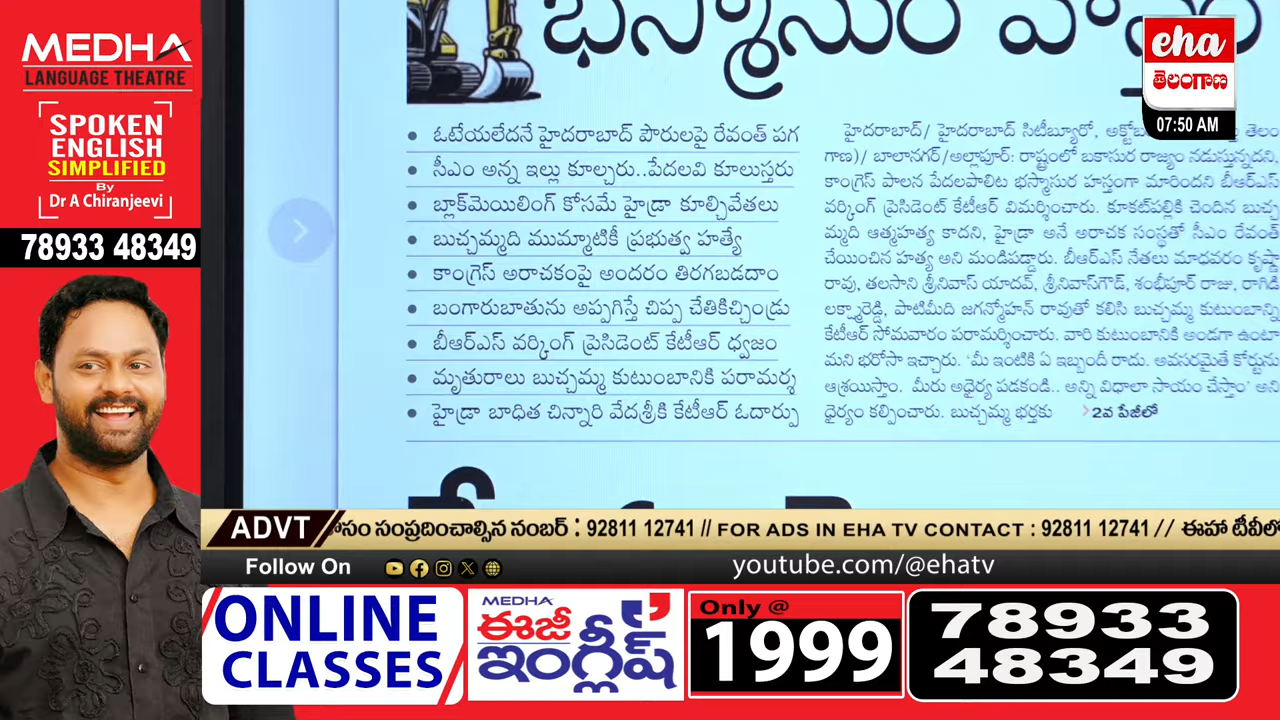 MEDHA
LANGUAGE THEATRE
SPOKEN
ENGLISH
SIMPLIFIED
By
Dr A Chiranjeevi
78933 48349
eha
తెలంగాణ
07:50 AM
భస్మాసుర
ఓటేయలేదనే హైదరాబాద్ పౌరులపై రేవంత్ పగ
సీఎం అన్న ఇల్లు కూల్చరు..పేదలవి కూలుస్తరు
బ్లాక్‌మెయిలింగ్ కోసమే హైడ్రా కూల్చివేతలు
బుచ్చమ్మది ముమ్మాటికీ ప్రభుత్వ హత్యే
కాంగ్రెస్ అరాచకంపై అందరం తిరగబడదాం
బంగారుబాతును అప్పగిస్తే చిప్ప చేతికిచ్చిండ్రు
బీఆర్ఎస్ వర్కింగ్ ప్రెసిడెంట్ కేటీఆర్ ధ్వజం
మృతురాలు బుచ్చమ్మ కుటుంబానికి పరామర్శ
హైడ్రా బాధిత చిన్నారి వేదశ్రీకి కేటీఆర్ ఓదార్పు
హైదరాబాద్/ హైదరాబాద్ సిటీబ్యూరో, తెలం
గాణ)/ బాలానగర్/అల్లాపూర్: రాష్ట్రంలో బకాసుర రాజ్యం నడుస్తున్నదని,
కాంగ్రెస్ పాలన పేదలపాలిట భస్మాసుర హస్తంగా మారిందని బీఆర్ఎస్
వర్కింగ్ ప్రెసిడెంట్ కేటీఆర్ విమర్శించారు. కూకట్‌పల్లికి చెందిన బుచ్చ
మ్మది ఆత్మహత్య కాదని, హైడ్రా అనే అరాచక సంస్థతో సీఎం రేవంత్
చేయించిన హత్య అని మండిపడ్డారు. బీఆర్ఎస్ నేతలు మాధవరం కృష్ణా
రావు, తలసాని శ్రీనివాస్ యాదవ్, శ్రీనివాస్‌గౌడ్, శంభీపూర్ రాజు, రాగిడి
లక్ష్మారెడ్డి, పాటిమీది జగన్మోహన్ రావుతో కలిసి బుచ్చమ్మ కుటుంబాన్ని
కేటీఆర్ సోమవారం పరామర్శించారు. వారి కుటుంబానికి అండగా ఉంటా
మని భరోసా ఇచ్చారు. 'మీ ఇంటికి ఏ ఇబ్బందీ రాదు. అవసరమైతే కోర్టును
ఆశ్రయిస్తాం. మీరు అధైర్య పడకండి.. అన్ని విధాలా సాయం చేస్తాం' అని
ధైర్యం కల్పించారు. బుచ్చమ్మ భర్తకు >2వ పేజీలో
ADVT సంప్రదించాల్సిన నంబర్ : 92811 12741 // FOR ADS IN EHA TV CONTACT : 92811 12741 // ఈహా టీవీలో
Follow On youtube.com/@ehatv
ONLINE
CLASSES
MEDHA
ఈజీ
ఇంగ్లీష్
Only @
1999
78933
48349